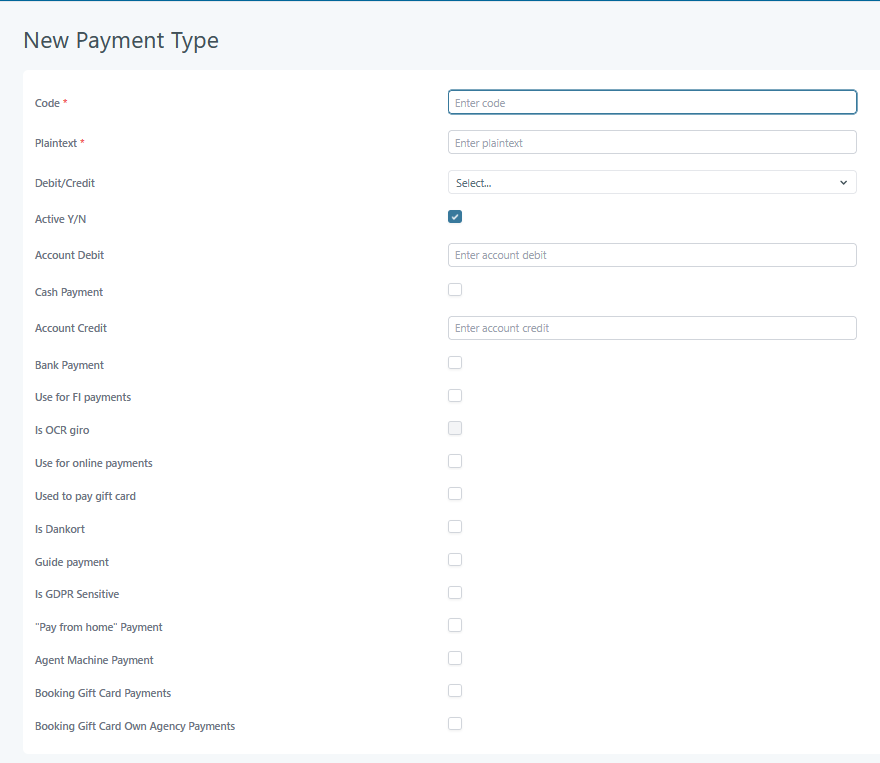 New Payment Type
Code * Enter code
Plaintext * Enter plaintext
Debit/Credit Select...
Active Y/N
Account Debit Enter account debit
Cash Payment
Account Credit Enter account credit
Bank Payment
Use for FI payments
Is OCR giro
Use for online payments
Used to pay gift card
Is Dankort
Guide payment
Is GDPR Sensitive
"Pay from home" Payment
Agent Machine Payment
Booking Gift Card Payments
Booking Gift Card Own Agency Payments